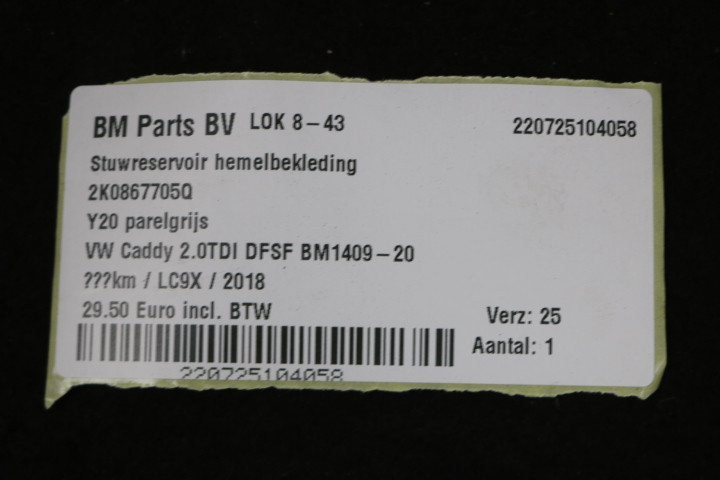 BM Parts BV LOK 8-43 220725104058
Stuwreservoir hemelbekleding
2K0867705Q
Y20 parelgrijs
VW Caddy 2.0TDI DFSF BM1409-20
???km / LC9X / 2018
29.50 Euro incl. BTW Verz: 25
Aantal: 1
220725104058